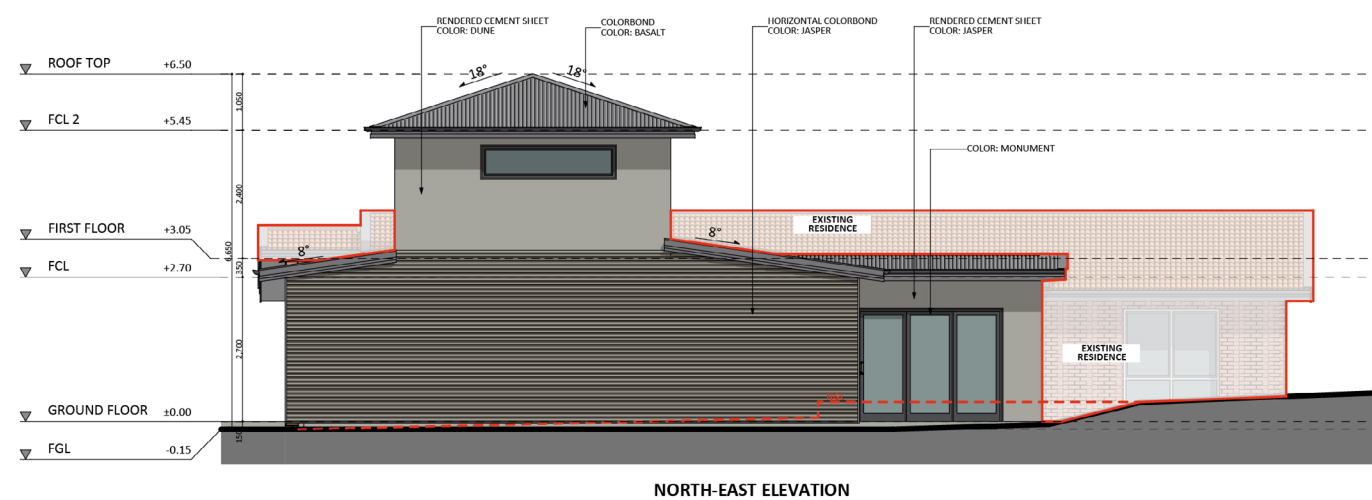 RENDERED CEMENT SHEET
COLOR: DUNE
COLORBOND
COLOR: BASALT
HORIZONTAL COLORBOND
COLOR: JASPER
RENDERED CEMENT SHEET
COLOR: JASPER
ROOF TOP +6.50
18°
18°
1,050
FCL 2 +5.45
COLOR: MONUMENT
2,400
EXISTING
RESIDENCE
FIRST FLOOR +3.05
8°
8°
6,650
350
FCL +2.70
2,700
EXISTING
RESIDENCE
GROUND FLOOR ±0.00
150
FGL -0.15
NORTH-EAST ELEVATION